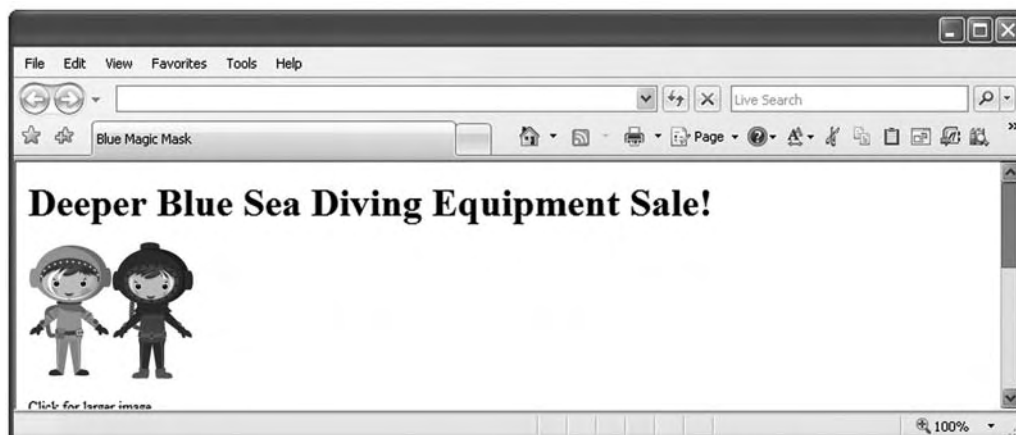 File Edit View Favorites Tools Help
Live Search
Blue Magic Mask
Page
Deeper Blue Sea Diving Equipment Sale!
Click for larger image
100%